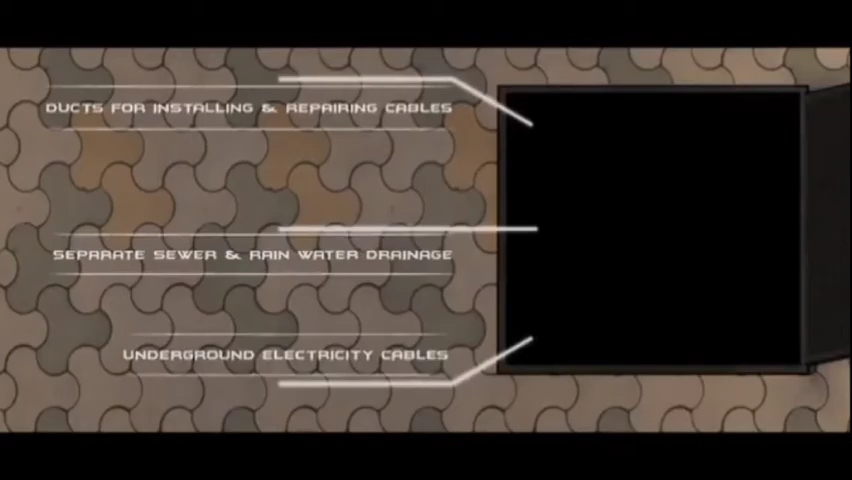 DUCTS FOR INSTALLING & REPAIRING CABLES
SEPARATE SEWER & RAIN WATER DRAINAGE
UNDERGROUND ELECTRICITY CABLES